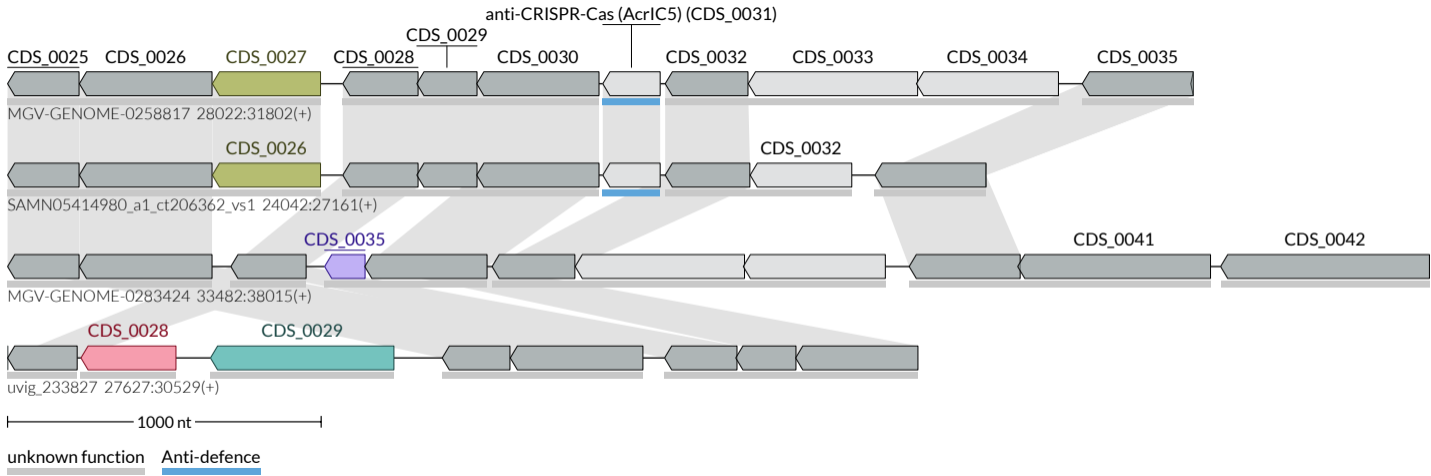 anti-CRISPR-Cas (AcrIC5) (CDS_0031)
CDS_0029
CDS_0025 CDS_0026 CDS_0027 CDS_0028 CDS_0030 CDS_0032 CDS_0033 CDS_0034 CDS_0035
MGV-GENOME-0258817 28022:31802(+)
CDS_0026 CDS_0032
SAMN05414980_a1_ct206362_vs1 24042:27161(+)
CDS_0035 CDS_0041 CDS_0042
MGV-GENOME-0283424 33482:38015(+)
CDS_0028 CDS_0029
uvig_233827 27627:30529(+)
1000 nt
unknown function Anti-defence